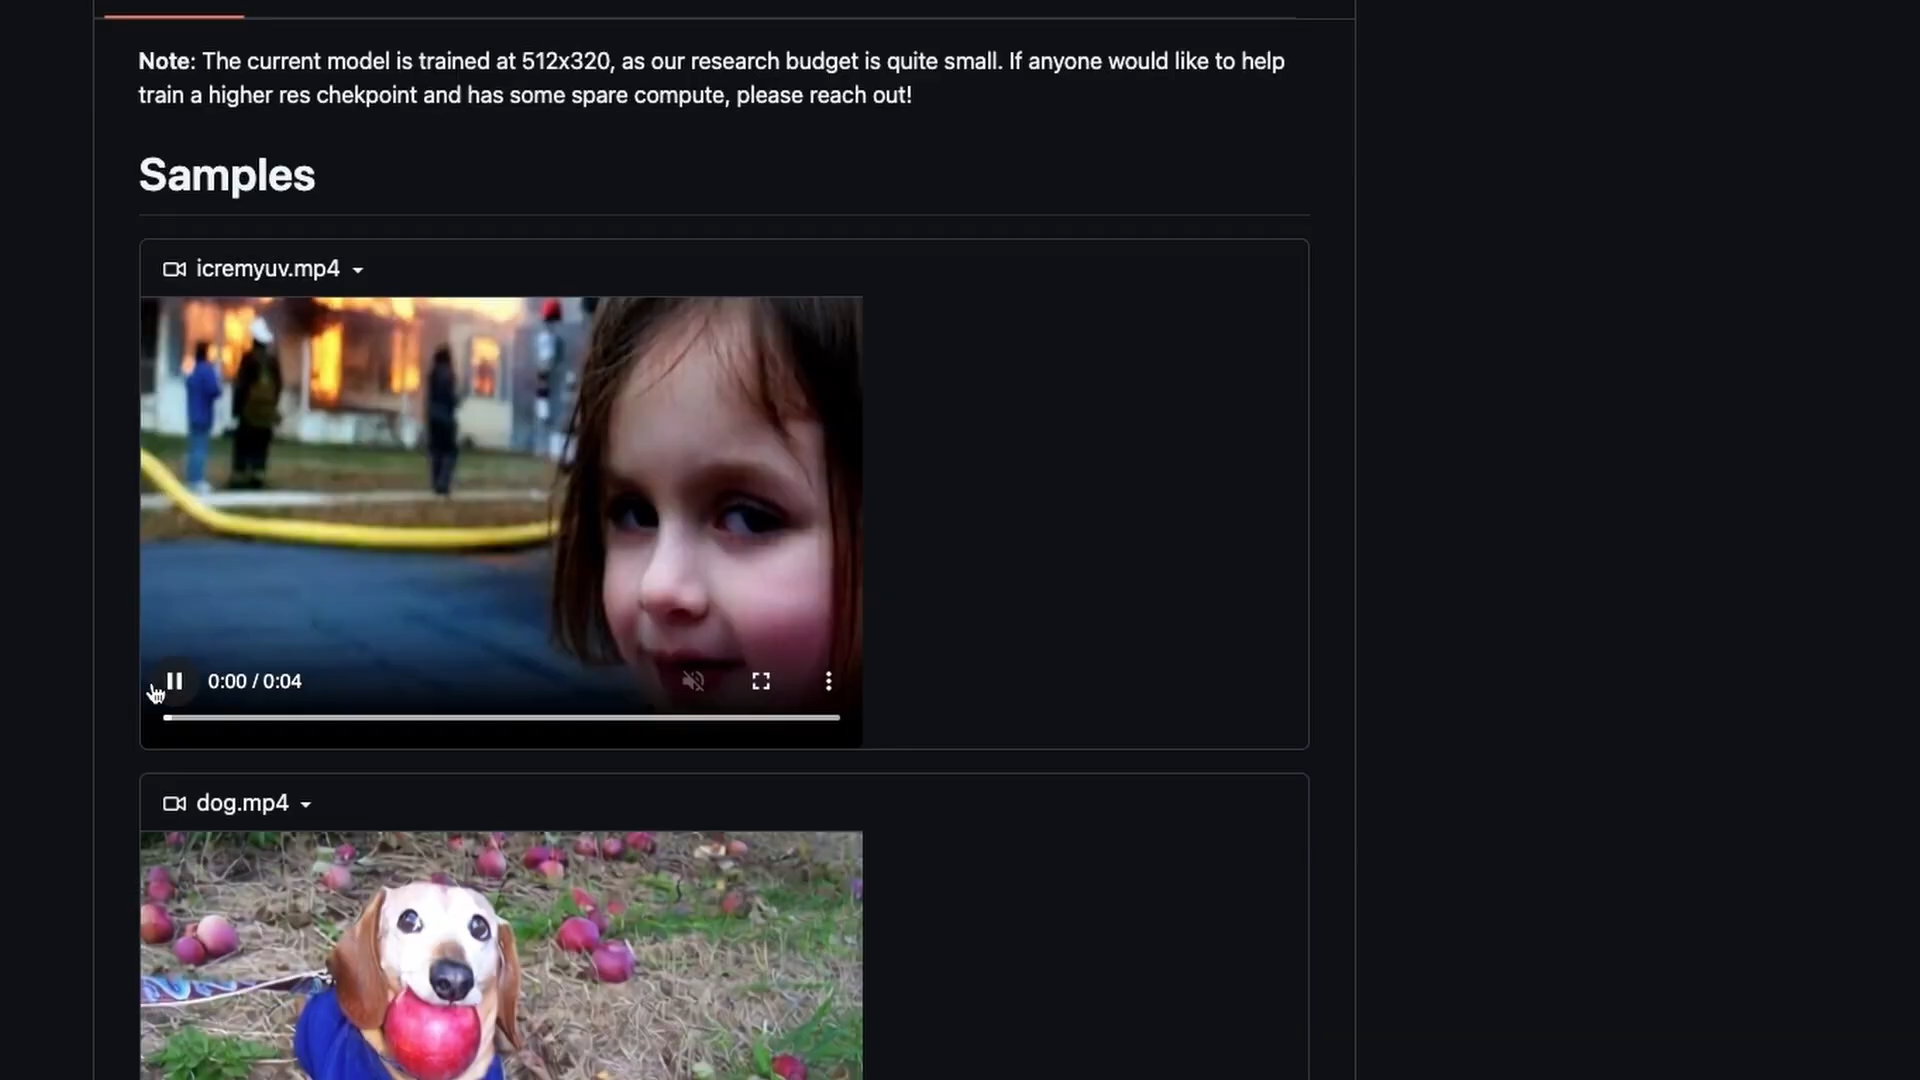 Note: The current model is trained at 512x320, as our research budget is quite small. If anyone would like to help
train a higher res chekpoint and has some spare compute, please reach out!
Samples
icremyuv.mp4
0:00 / 0:04
dog.mp4